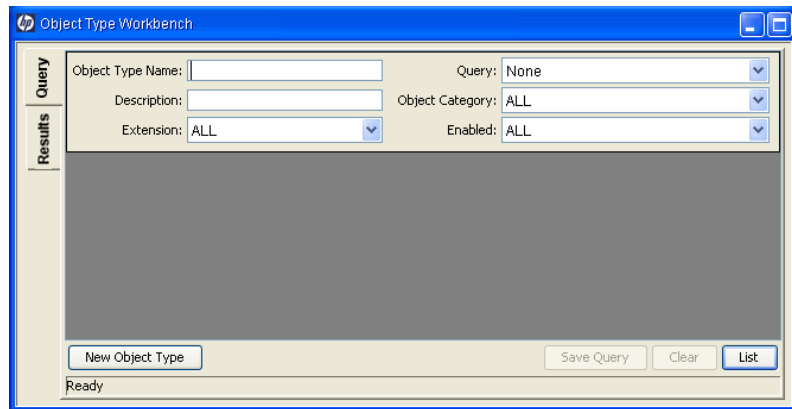 hp Object Type Workbench
Query
Results
Object Type Name:
Query: None
Description:
Object Category: ALL
Extension: ALL
Enabled: ALL
New Object Type
Save Query
Clear
List
Ready